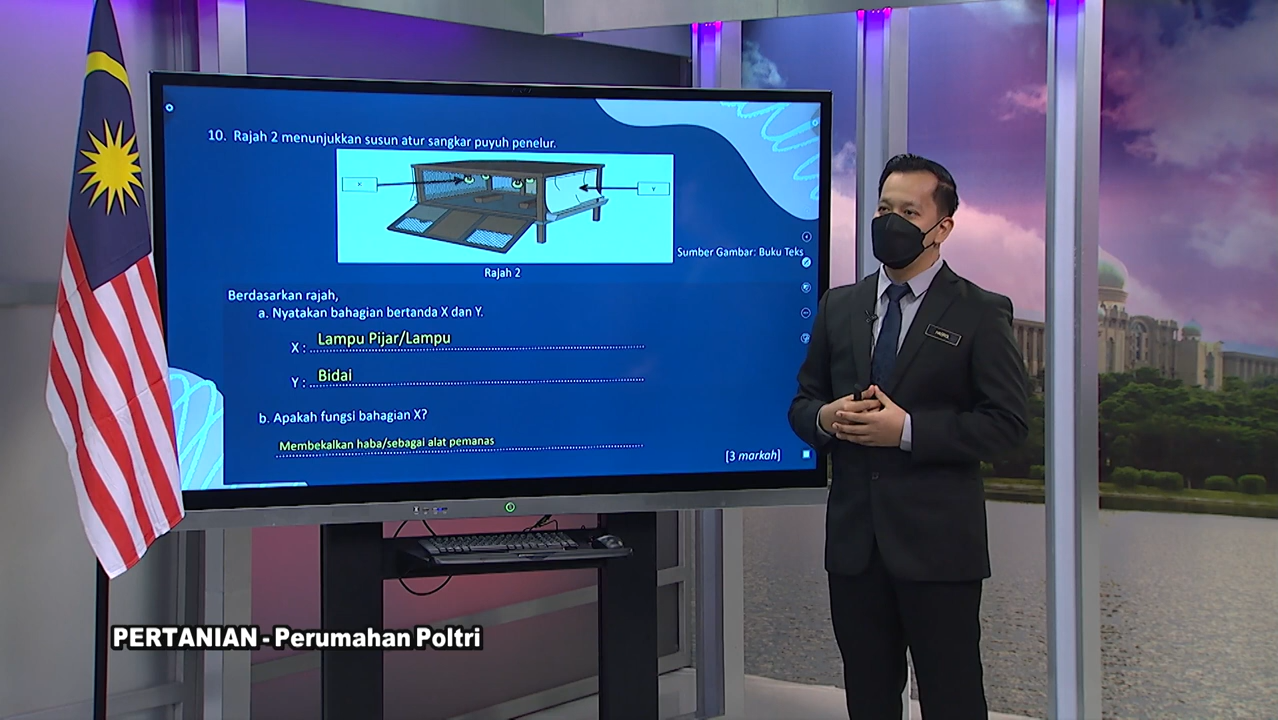 10. Rajah 2 menunjukkan susun atur sangkar puyuh penelur.
X
Y
Sumber Gambar: Buku Teks
Rajah 2
Berdasarkan rajah,
a. Nyatakan bahagian bertanda X dan Y.
X : Lampu Pijar/Lampu
Y : Bidai
b. Apakah fungsi bahagian X?
Membekalkan haba/sebagai alat pemanas
[3 markah]
PERTANIAN - Perumahan Poltri